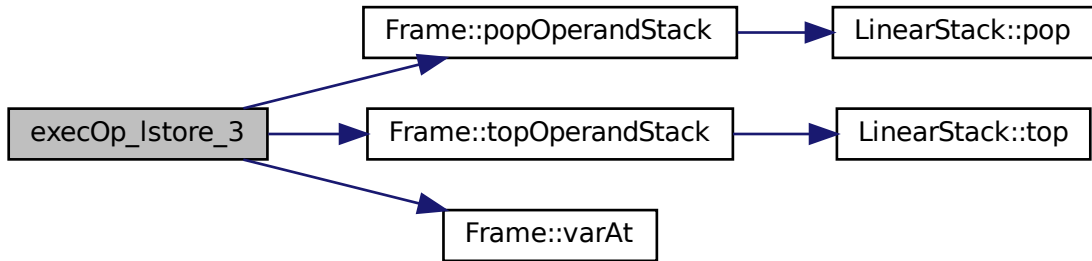 Frame::popOperandStack
LinearStack::pop
execOp_lstore_3
Frame::topOperandStack
LinearStack::top
Frame::varAt